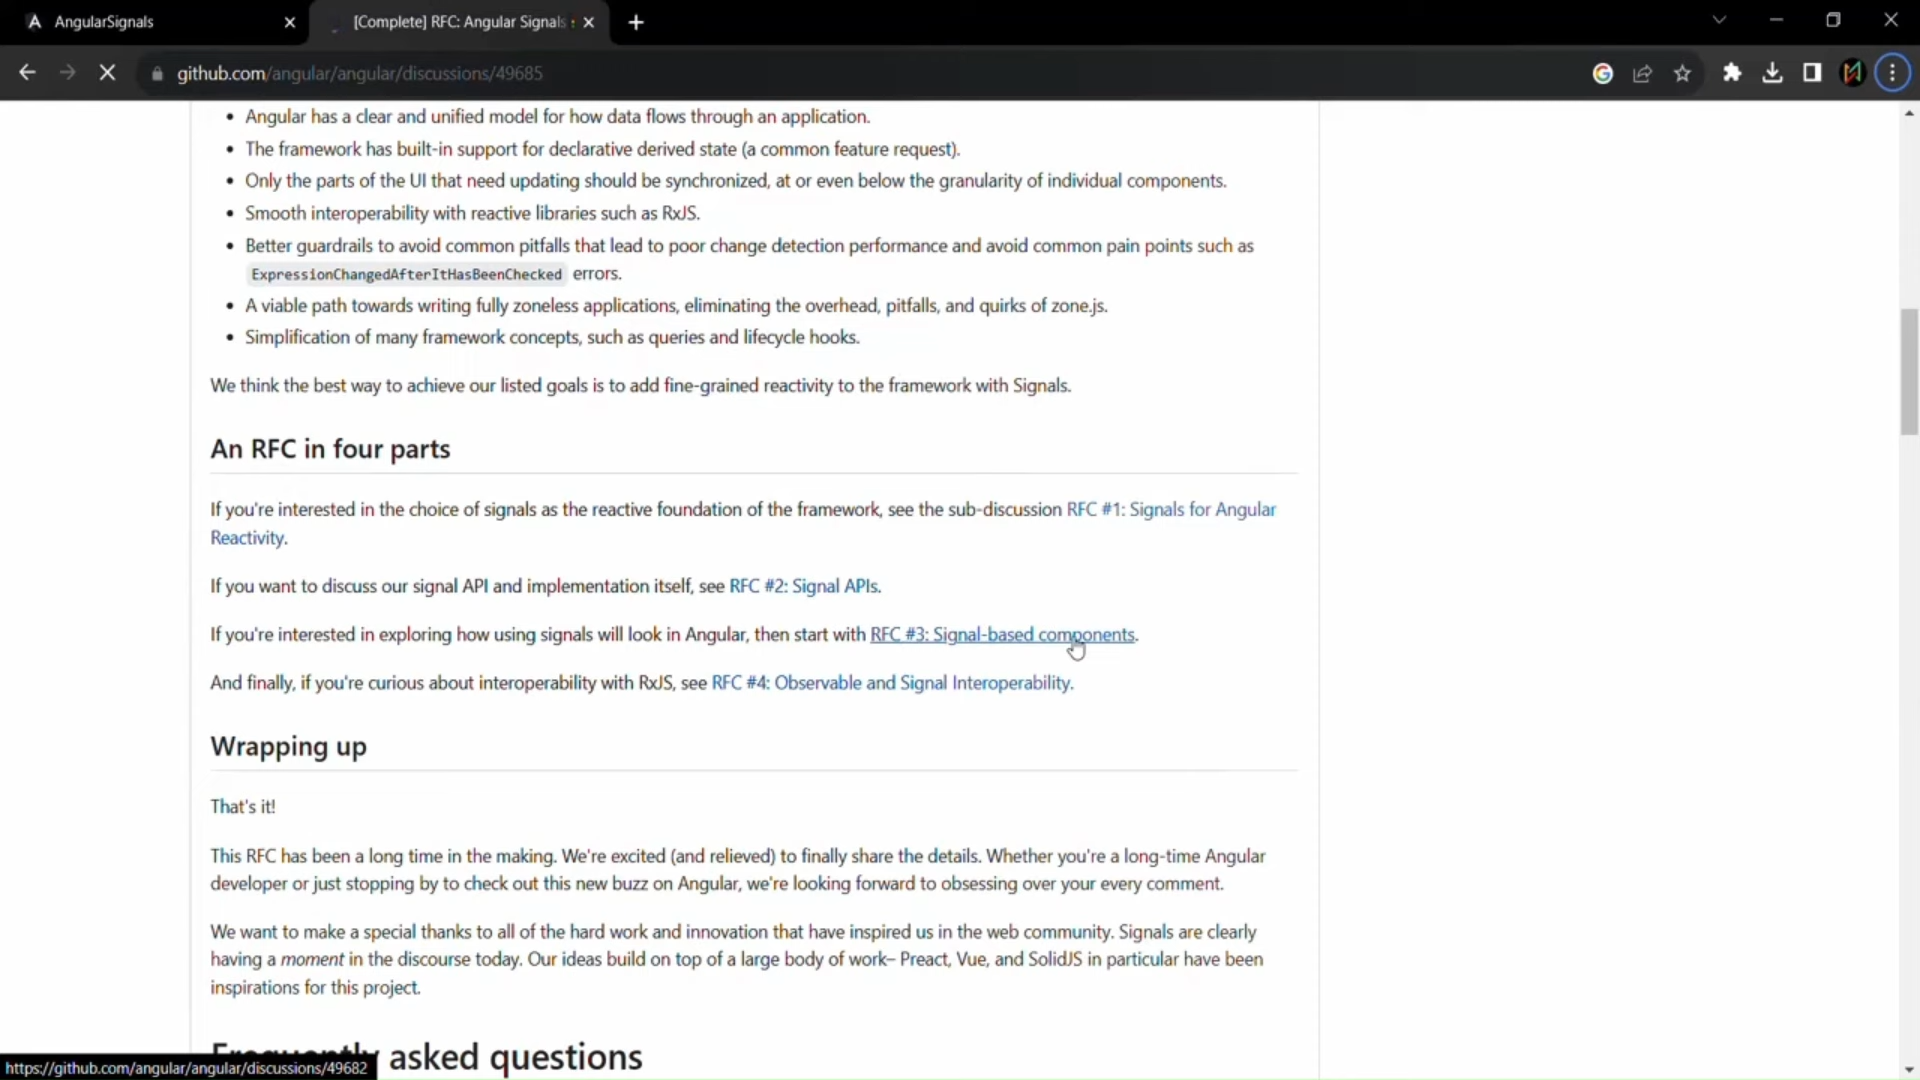 AngularSignals
[Complete] RFC: Angular Signals
github.com/angular/angular/discussions/49685
• Angular has a clear and unified model for how data flows through an application.
• The framework has built-in support for declarative derived state (a common feature request).
• Only the parts of the UI that need updating should be synchronized, at or even below the granularity of individual components.
• Smooth interoperability with reactive libraries such as RxJS.
• Better guardrails to avoid common pitfalls that lead to poor change detection performance and avoid common pain points such as
ExpressionChangedAfterItHasBeenChecked errors.
• A viable path towards writing fully zoneless applications, eliminating the overhead, pitfalls, and quirks of zone.js.
• Simplification of many framework concepts, such as queries and lifecycle hooks.
We think the best way to achieve our listed goals is to add fine-grained reactivity to the framework with Signals.
An RFC in four parts
If you're interested in the choice of signals as the reactive foundation of the framework, see the sub-discussion RFC #1: Signals for Angular
Reactivity.
If you want to discuss our signal API and implementation itself, see RFC #2: Signal APIs.
If you're interested in exploring how using signals will look in Angular, then start with RFC #3: Signal-based components.
And finally, if you're curious about interoperability with RxJS, see RFC #4: Observable and Signal Interoperability.
Wrapping up
That's it!
This RFC has been a long time in the making. We're excited (and relieved) to finally share the details. Whether you're a long-time Angular
developer or just stopping by to check out this new buzz on Angular, we're looking forward to obsessing over your every comment.
We want to make a special thanks to all of the hard work and innovation that have inspired us in the web community. Signals are clearly
having a moment in the discourse today. Our ideas build on top of a large body of work– Preact, Vue, and SolidJS in particular have been
inspirations for this project.
Frequently asked questions
https://github.com/angular/angular/discussions/49682